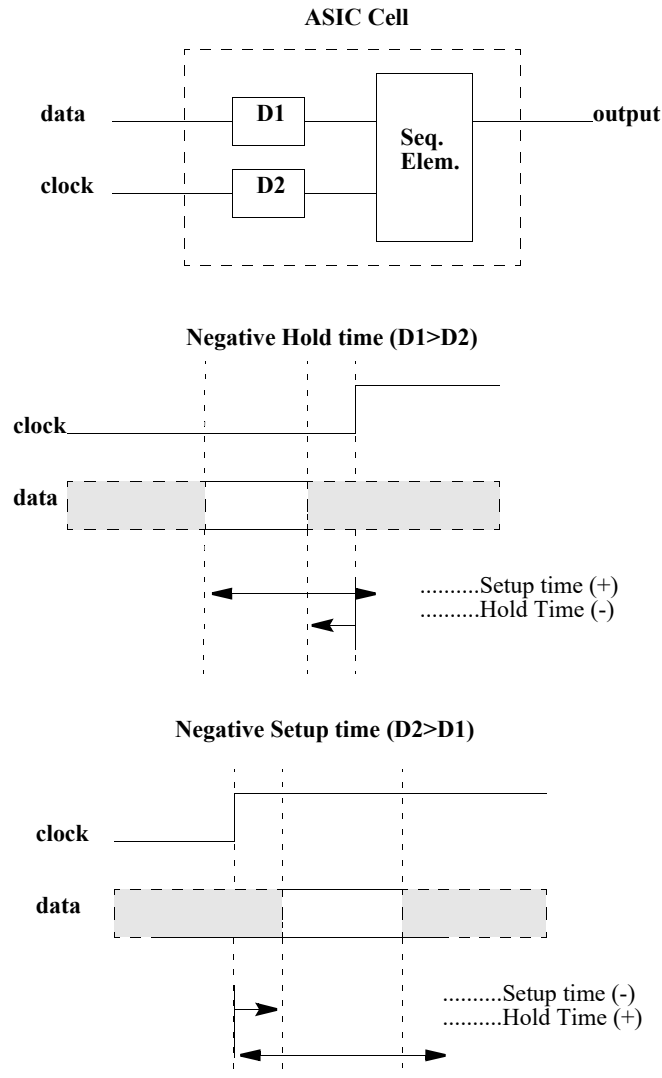 ASIC Cell
data
D1
Seq.
Elem.
output
clock
D2
Negative Hold time (D1>D2)
clock
data
..........Setup time (+)
..........Hold Time (-)
Negative Setup time (D2>D1)
clock
data
..........Setup time (-)
..........Hold Time (+)